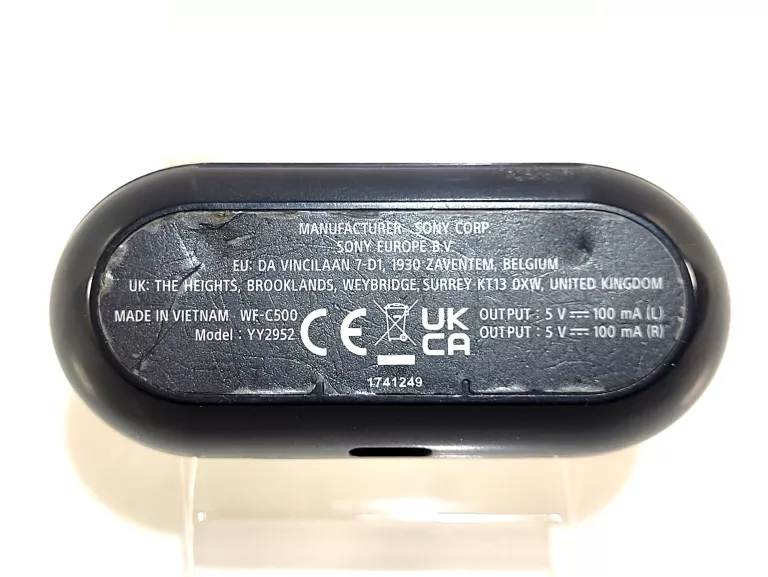 MANUFACTURER SONY CORP
SONY EUROPE B.V.
EU: DA VINCILAAN 7-D1, 1930 ZAVENTEM, BELGIUM
UK: THE HEIGHTS, BROOKLANDS, WEYBRIDGE, SURREY KT13 0XW, UNITED KINGDOM
MADE IN VIETNAM WF-C500
Model : YY2952
CE
UK
CA
OUTPUT : 5 V ⎓ 100 mA (L)
OUTPUT : 5 V ⎓ 100 mA (R)
1741249